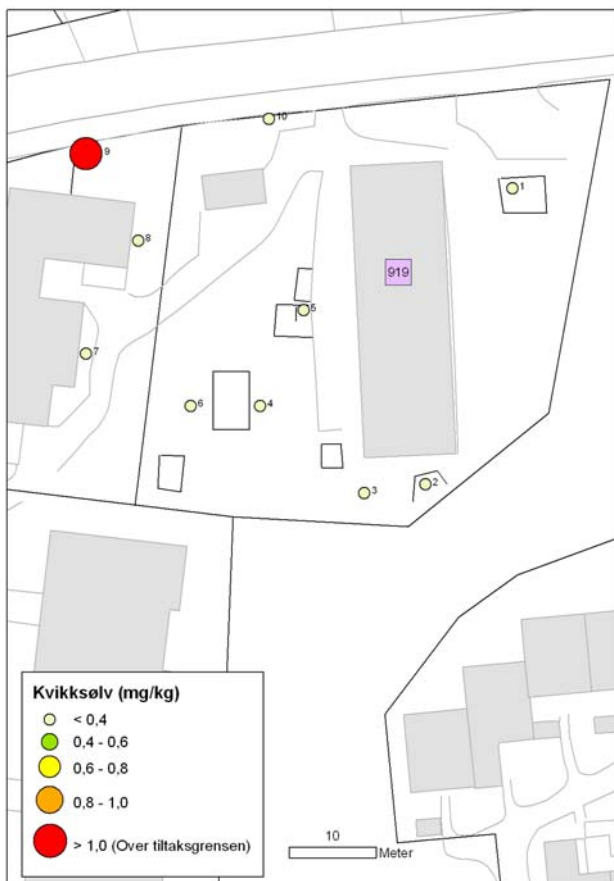 10
9
1
8
919
5
7
6
4
3
2
Kvikksølv (mg/kg)
< 0,4
0,4 - 0,6
0,6 - 0,8
0,8 - 1,0
> 1,0 (Over tiltaksgrensen)
10
Meter